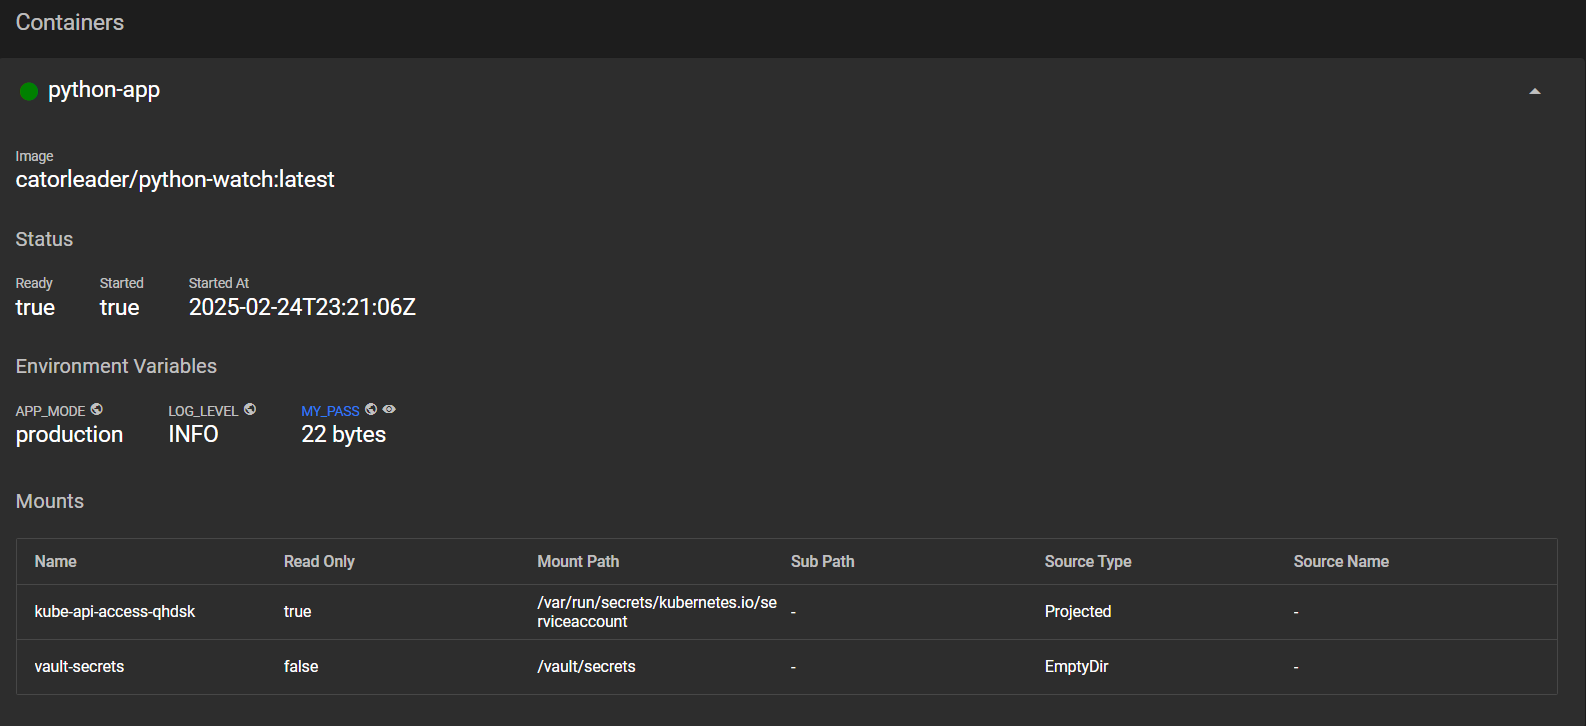 Containers
python-app
Image
catorleader/python-watch:latest
Status
Ready Started Started At
true true 2025-02-24T23:21:06Z
Environment Variables
APP_MODE LOG_LEVEL MY_PASS
production INFO 22 bytes
Mounts
Name Read Only Mount Path Sub Path Source Type Source Name
kube-api-access-qhdsk true /var/run/secrets/kubernetes.io/se - Projected -
rviceaccount
vault-secrets false /vault/secrets - EmptyDir -